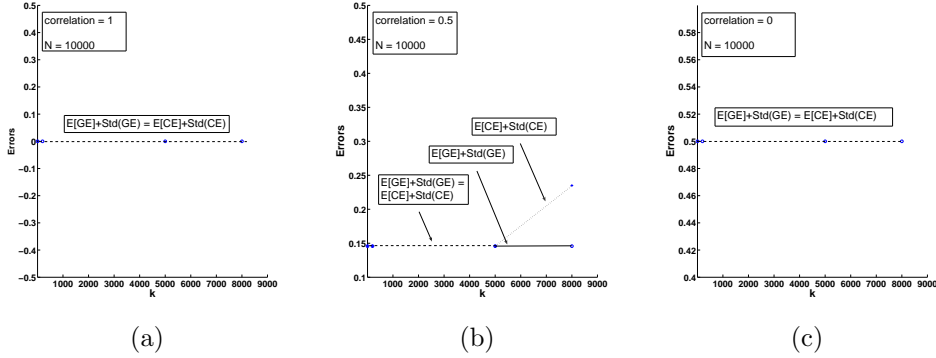 correlation = 1
N = 10000
E[GE]+Std(GE) = E[CE]+Std(CE)
Errors
0.5
0.4
0.3
0.2
0.1
0
-0.1
-0.2
-0.3
-0.4
-0.5
1000 2000 3000 4000 5000 6000 7000 8000 9000
k
(a)
correlation = 0.5
N = 10000
E[CE]+Std(CE)
E[GE]+Std(GE)
E[GE]+Std(GE) =
E[CE]+Std(CE)
Errors
0.5
0.45
0.4
0.35
0.3
0.25
0.2
0.15
0.1
1000 2000 3000 4000 5000 6000 7000 8000 9000
k
(b)
correlation = 0
N = 10000
E[GE]+Std(GE) = E[CE]+Std(CE)
Errors
0.58
0.56
0.54
0.52
0.5
0.48
0.46
0.44
0.42
0.4
1000 2000 3000 4000 5000 6000 7000 8000 9000
k
(c)